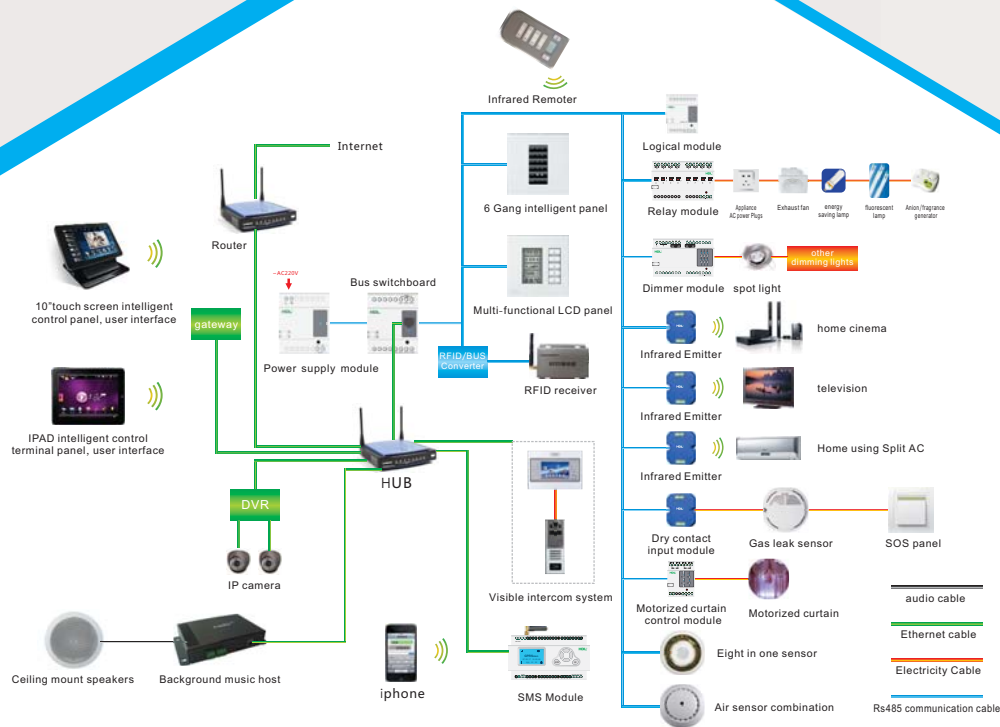 Infrared Remoter
Internet
Router
10"touch screen intelligent
control panel, user interface
gateway
~AC220V
Bus switchboard
Power supply module
6 Gang intelligent panel
Multi-functional LCD panel
RFID/BUS
Converter
RFID receiver
IPAD intelligent control
terminal panel, user interface
HUB
DVR
IP camera
Visible intercom system
Ceiling mount speakers
Background music host
iphone
SMS Module
Logical module
Relay module
Appliance
AC power Plugs
Exhaust fan
energy
saving lamp
fluorescent
lamp
Anion/fragrance
generator
Dimmer module
spot light
other
dimming lights
Infrared Emitter
home cinema
Infrared Emitter
television
Infrared Emitter
Home using Split AC
Dry contact
input module
Gas leak sensor
SOS panel
Motorized curtain
control module
Motorized curtain
Eight in one sensor
Air sensor combination
audio cable
Ethernet cable
Electricity Cable
Rs485 communication cable